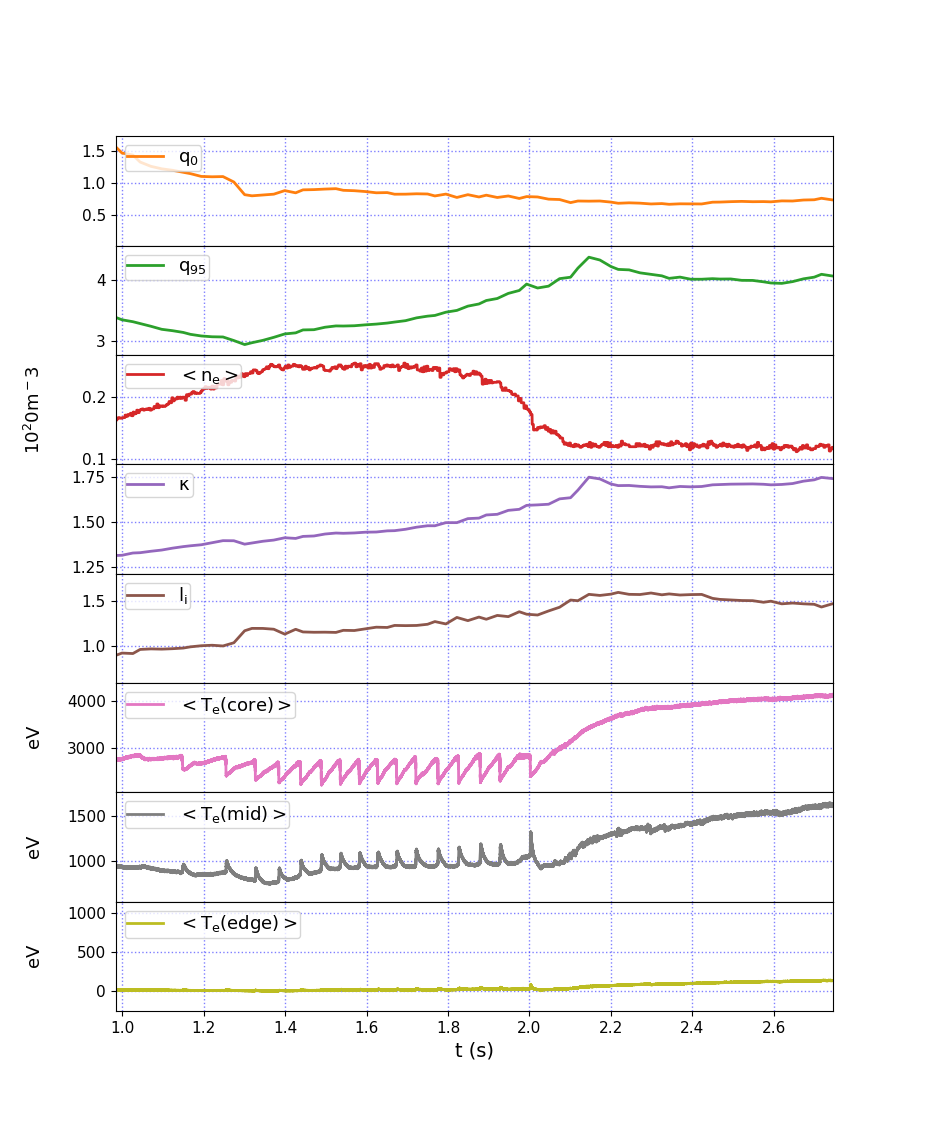 1.5
1.0
0.5
q₀
4
3
q₉₅
10²0m⁻3
0.2
0.1
< nₑ >
1.75
1.50
1.25
κ
1.5
1.0
lᵢ
eV
4000
3000
< Tₑ(core) >
eV
1500
1000
< Tₑ(mid) >
eV
1000
500
0
< Tₑ(edge) >
1.0 1.2 1.4 1.6 1.8 2.0 2.2 2.4 2.6
t (s)